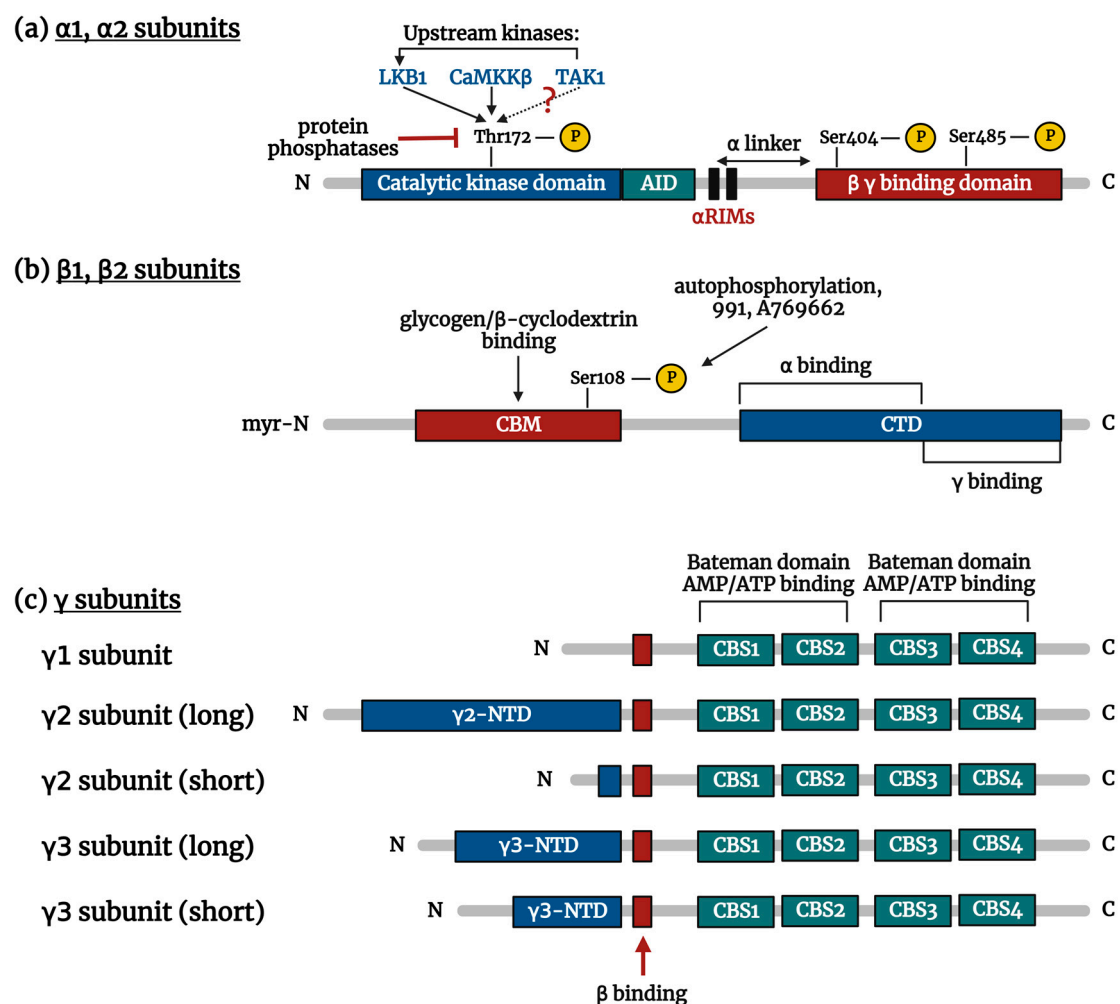 (a) α1, α2 subunits
Upstream kinases:
LKB1 CaMKKβ TAK1
?
protein
phosphatases
Thr172 P
α linker
Ser404 P
Ser485 P
N Catalytic kinase domain AID βγ binding domain C
αRIMs
(b) β1, β2 subunits
autophosphorylation,
991, A769662
glycogen/β-cyclodextrin
binding
Ser108 P
α binding
myr-N CBM CTD C
γ binding
(c) γ subunits
Bateman domain
AMP/ATP binding
Bateman domain
AMP/ATP binding
γ1 subunit N CBS1 CBS2 CBS3 CBS4 C
γ2 subunit (long) N γ2-NTD CBS1 CBS2 CBS3 CBS4 C
γ2 subunit (short) N CBS1 CBS2 CBS3 CBS4 C
γ3 subunit (long) N γ3-NTD CBS1 CBS2 CBS3 CBS4 C
γ3 subunit (short) N γ3-NTD CBS1 CBS2 CBS3 CBS4 C
β binding